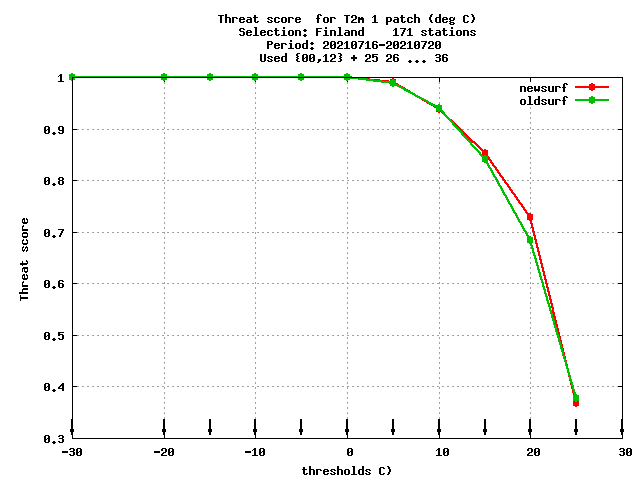 Threat score  for T2m 1 patch (deg C)
Selection: Finland    171 stations
Period: 20210716-20210720
Used {00,12} + 25 26 ... 36
newsurf
oldsurf
Threat score
1
0.9
0.8
0.7
0.6
0.5
0.4
0.3
-30 -20 -10 0 10 20 30
thresholds C)